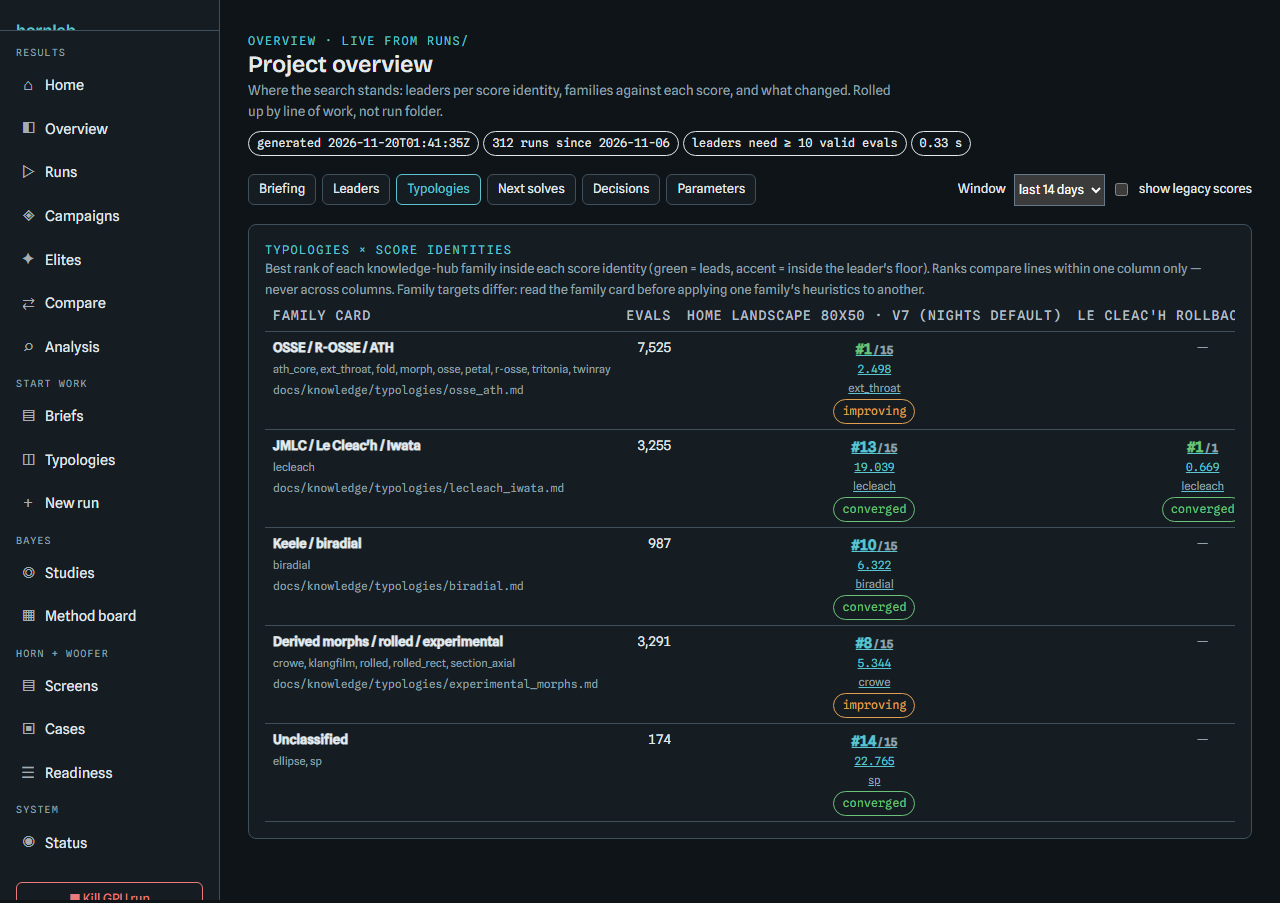 RESULTS
Home
Overview
Runs
Campaigns
Elites
Compare
Analysis
START WORK
Briefs
Typologies
New run
BAYES
Studies
Method board
HORN + WOOFER
Screens
Cases
Readiness
SYSTEM
Status
Kill GPU run
OVERVIEW · LIVE FROM RUNS/
Project overview
Where the search stands: leaders per score identity, families against each score, and what changed. Rolled
up by line of work, not run folder.
generated 2026-11-20T01:41:35Z 312 runs since 2026-11-06 leaders need ≥ 10 valid evals 0.33 s
Briefing Leaders Typologies Next solves Decisions Parameters Window last 14 days show legacy scores
TYPOLOGIES × SCORE IDENTITIES
Best rank of each knowledge-hub family inside each score identity (green = leads, accent = inside the leader's floor). Ranks compare lines within one column only —
never across columns. Family targets differ: read the family card before applying one family's heuristics to another.
FAMILY CARD EVALS HOME LANDSCAPE 80X50 · V7 (NIGHTS DEFAULT) LE CLEAC'H ROLLBAC
OSSE / R-OSSE / ATH 7,525 #1 / 15 —
ath_core, ext_throat, fold, morph, osse, petal, r-osse, tritonia, twinray 2.498
docs/knowledge/typologies/osse_ath.md ext_throat
improving
JMLC / Le Cleac'h / Iwata 3,255 #13 / 15 #1 / 1
lecleach 19.039 0.669
docs/knowledge/typologies/lecleach_iwata.md lecleach lecleach
converged converged
Keele / biradial 987 #10 / 15 —
biradial 6.322
docs/knowledge/typologies/biradial.md biradial
converged
Derived morphs / rolled / experimental 3,291 #8 / 15 —
crowe, klangfilm, rolled, rolled_rect, section_axial 5.344
docs/knowledge/typologies/experimental_morphs.md crowe
improving
Unclassified 174 #14 / 15 —
ellipse, sp 22.765
sp
converged